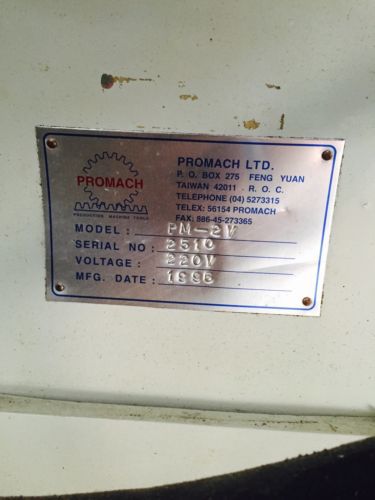 PROMACH
PRODUCTION MACHINE TOOLS
PROMACH LTD.
P. O. BOX 275 FENG YUAN
TAIWAN 42011 . R. O. C.
TELEPHONE (04) 5273315
TELEX: 56154 PROMACH
FAX: 886-45-273365
MODEL : PM-2V
SERIAL NO : 2510
VOLTAGE : 220V
MFG. DATE : 1996